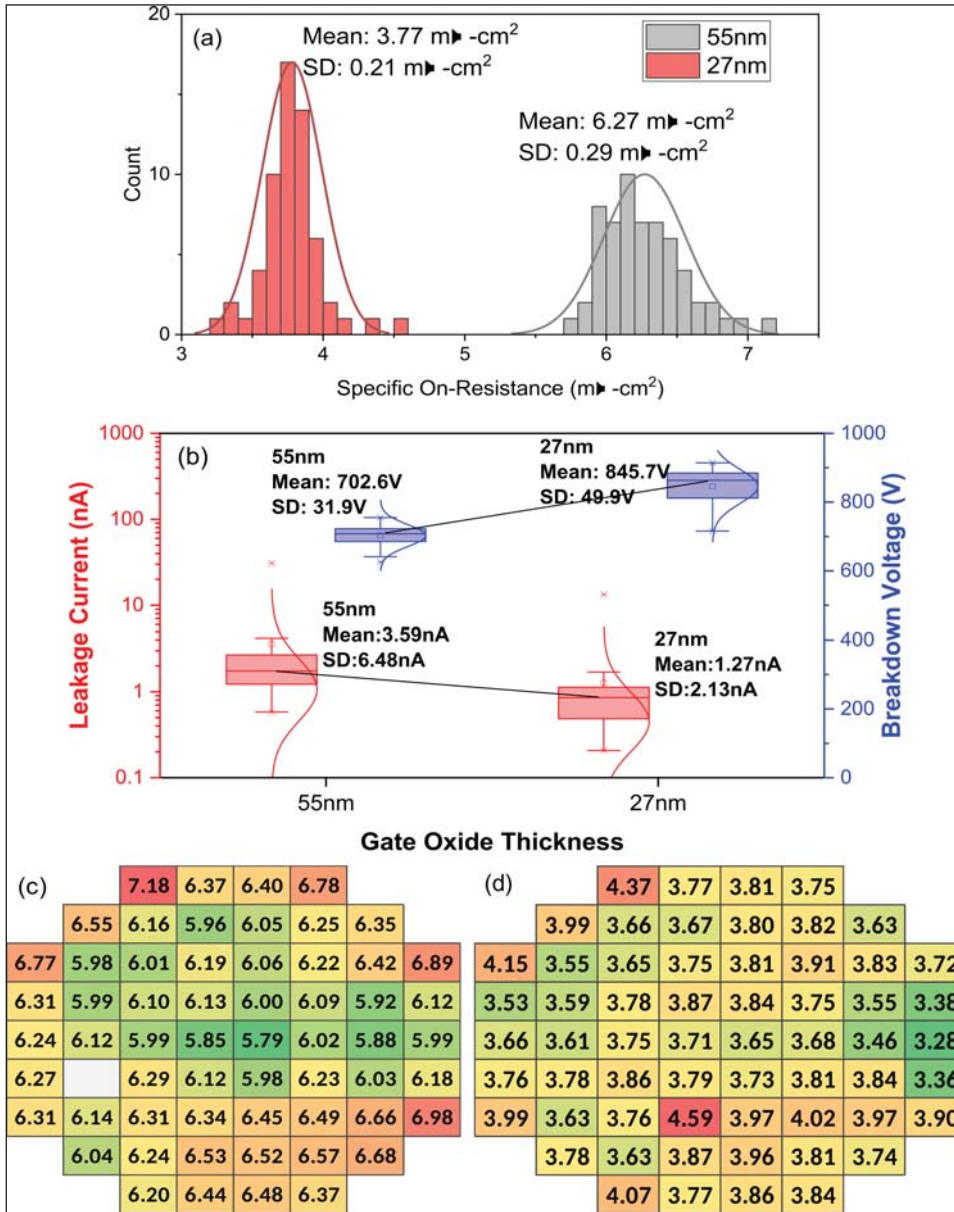 (a)
Mean: 3.77 m▶-cm²
SD: 0.21 m▶-cm²
55nm
27nm
Mean: 6.27 m▶-cm²
SD: 0.29 m▶-cm²
20
10
0
Count
3 4 5 6 7
Specific On-Resistance (m▶-cm²)
(b)
1000
100
10
1
0.1
Leakage Current (nA)
55nm
Mean: 702.6V
SD: 31.9V
27nm
Mean: 845.7V
SD: 49.9V
55nm
Mean:3.59nA
SD:6.48nA
27nm
Mean:1.27nA
SD:2.13nA
1000
800
600
400
200
0
Breakdown Voltage (V)
55nm 27nm
Gate Oxide Thickness
(c)
7.18 6.37 6.40 6.78
6.55 6.16 5.96 6.05 6.25 6.35
6.77 5.98 6.01 6.19 6.06 6.22 6.42 6.89
6.31 5.99 6.10 6.13 6.00 6.09 5.92 6.12
6.24 6.12 5.99 5.85 5.79 6.02 5.88 5.99
6.27 6.29 6.12 5.98 6.23 6.03 6.18
6.31 6.14 6.31 6.34 6.45 6.49 6.66 6.98
6.04 6.24 6.53 6.52 6.57 6.68
6.20 6.44 6.48 6.37
(d)
4.37 3.77 3.81 3.75
3.99 3.66 3.67 3.80 3.82 3.63
4.15 3.55 3.65 3.75 3.81 3.91 3.83 3.72
3.53 3.59 3.78 3.87 3.84 3.75 3.55 3.38
3.66 3.61 3.75 3.71 3.65 3.68 3.46 3.28
3.76 3.78 3.86 3.79 3.73 3.81 3.84 3.36
3.99 3.63 3.76 4.59 3.97 4.02 3.97 3.90
3.78 3.63 3.87 3.96 3.81 3.74
4.07 3.77 3.86 3.84